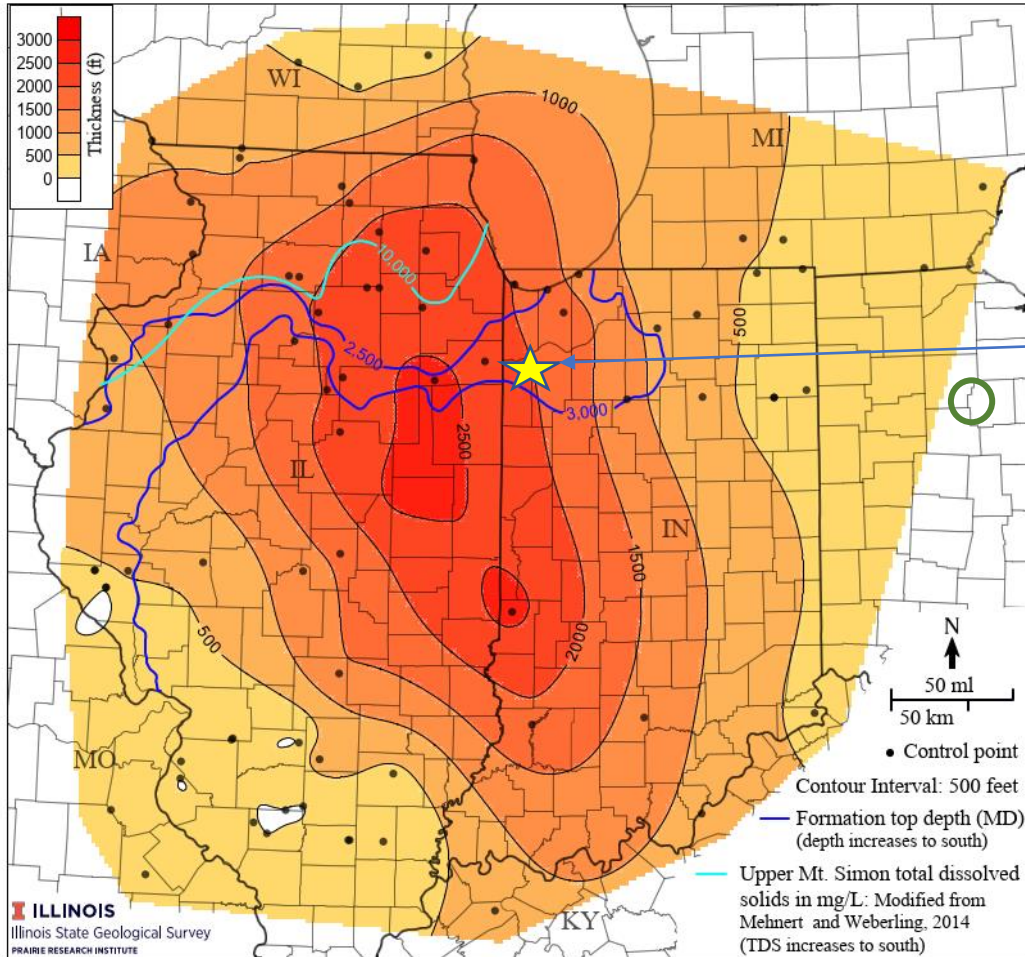 3000
2500
2000
1500
1000
500
0
Thickness (ft)
WI
1000
MI
IA
10,000
500
2,500
3,000
2500
IL
IN
1500
500
2000
N
50 ml
50 km
MO
Control point
Contour Interval: 500 feet
Formation top depth (MD)
(depth increases to south)
Upper Mt. Simon total dissolved
solids in mg/L: Modified from
Mehnert and Weberling, 2014
(TDS increases to south)
KY
I ILLINOIS
Illinois State Geological Survey
PRAIRIE RESEARCH INSTITUTE